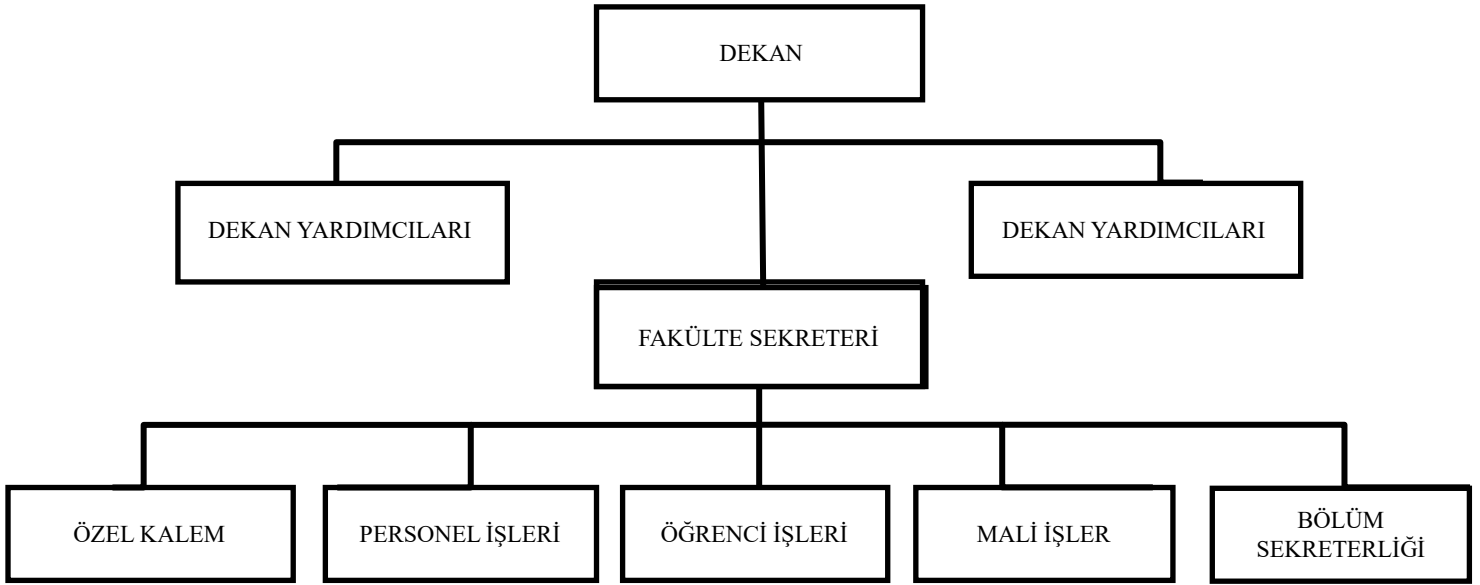 DEKAN
DEKAN YARDIMCILARI
DEKAN YARDIMCILARI
FAKÜLTE SEKRETERİ
ÖZEL KALEM
PERSONEL İŞLERİ
ÖĞRENCİ İŞLERİ
MALİ İŞLER
BÖLÜM
SEKRETERLİĞİ